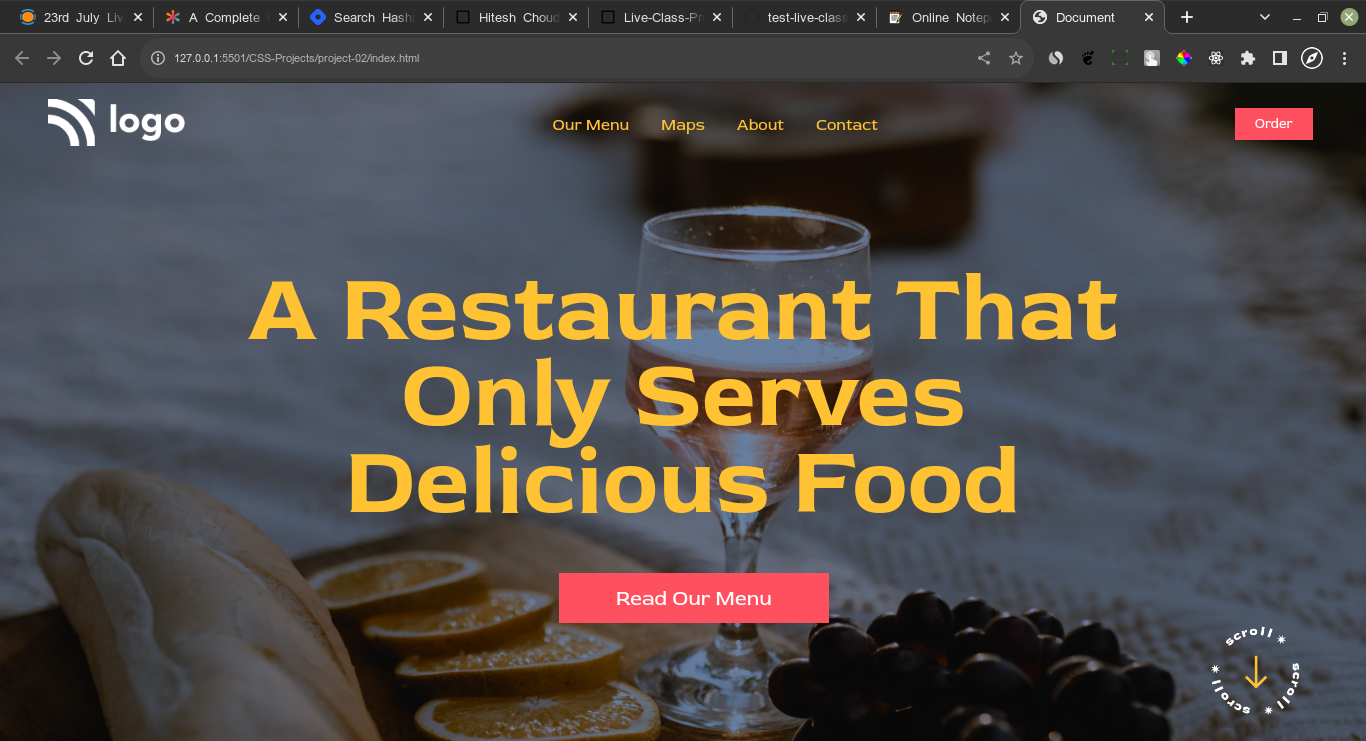 23rd July Liv
A Complete
Search Hash
Hitesh Choud
Live-Class-Pr
test-live-class
Online Notep
Document
127.0.0.1:5501/CSS-Projects/project-02/index.html
logo
Our Menu Maps About Contact
Order
A Restaurant That
Only Serves
Delicious Food
Read Our Menu
scroll * scroll * scroll *